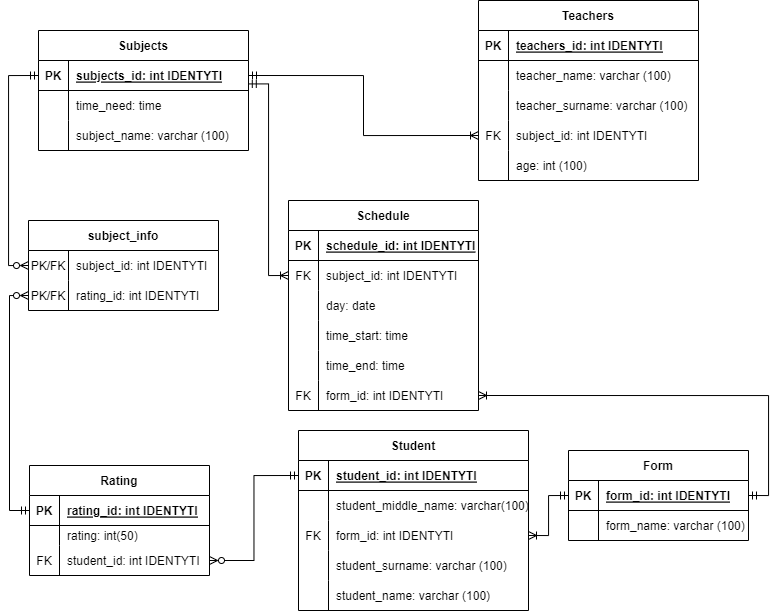 Subjects
PK subjects_id: int IDENTYTI
time_need: time
subject_name: varchar (100)
Teachers
PK teachers_id: int IDENTYTI
teacher_name: varchar (100)
teacher_surname: varchar (100)
FK subject_id: int IDENTYTI
age: int (100)
subject_info
PK/FK subject_id: int IDENTYTI
PK/FK rating_id: int IDENTYTI
Schedule
PK schedule_id: int IDENTYTI
FK subject_id: int IDENTYTI
day: date
time_start: time
time_end: time
FK form_id: int IDENTYTI
Rating
PK rating_id: int IDENTYTI
rating: int(50)
FK student_id: int IDENTYTI
Student
PK student_id: int IDENTYTI
student_middle_name: varchar(100)
FK form_id: int IDENTYTI
student_surname: varchar (100)
student_name: varchar (100)
Form
PK form_id: int IDENTYTI
form_name: varchar (100)